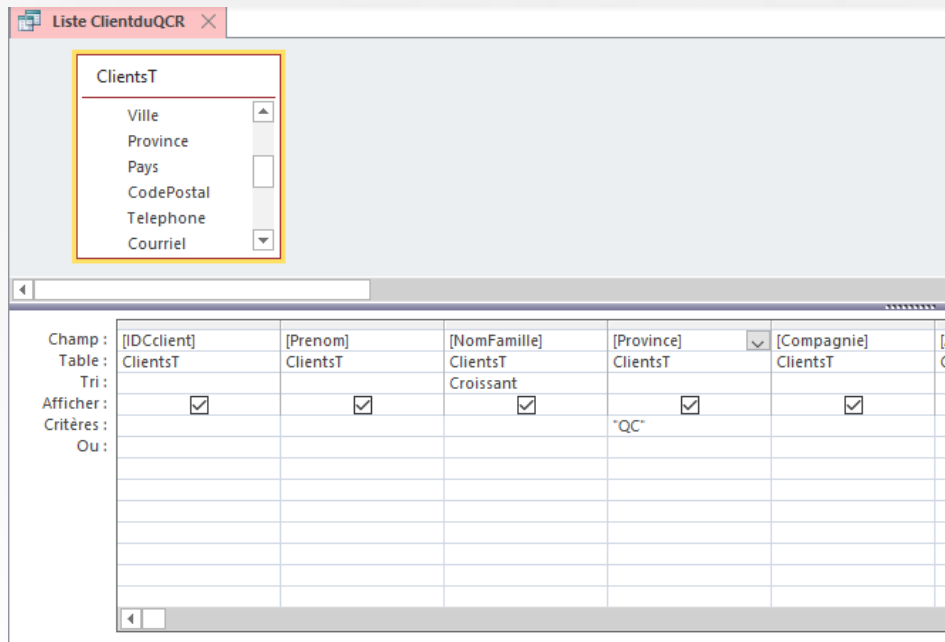 Liste ClientduQCR
ClientsT
Ville
Province
Pays
CodePostal
Telephone
Courriel
Champ : [IDCclient] [Prenom] [NomFamille] [Province] [Compagnie]
Table : ClientsT ClientsT ClientsT ClientsT ClientsT
Tri : Croissant
Afficher :
Critères : "QC"
Ou :